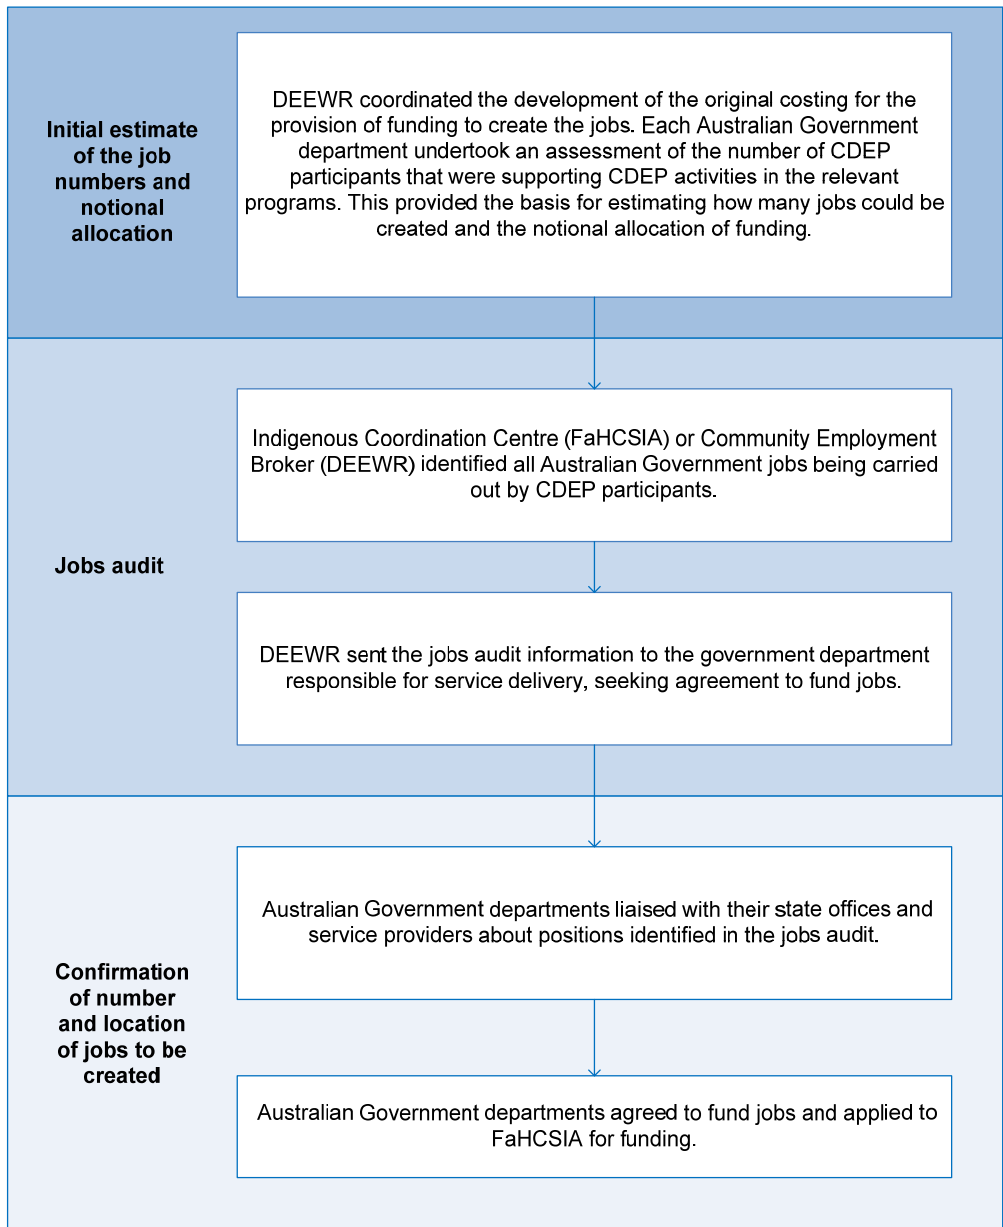 Initial estimate
of the job
numbers and
notional
allocation
DEEWR coordinated the development of the original costing for the
provision of funding to create the jobs. Each Australian Government
department undertook an assessment of the number of CDEP
participants that were supporting CDEP activities in the relevant
programs. This provided the basis for estimating how many jobs could be
created and the notional allocation of funding.
Jobs audit
Indigenous Coordination Centre (FaHCSIA) or Community Employment
Broker (DEEWR) identified all Australian Government jobs being carried
out by CDEP participants.
DEEWR sent the jobs audit information to the government department
responsible for service delivery, seeking agreement to fund jobs.
Confirmation
of number
and location
of jobs to be
created
Australian Government departments liaised with their state offices and
service providers about positions identified in the jobs audit.
Australian Government departments agreed to fund jobs and applied to
FaHCSIA for funding.